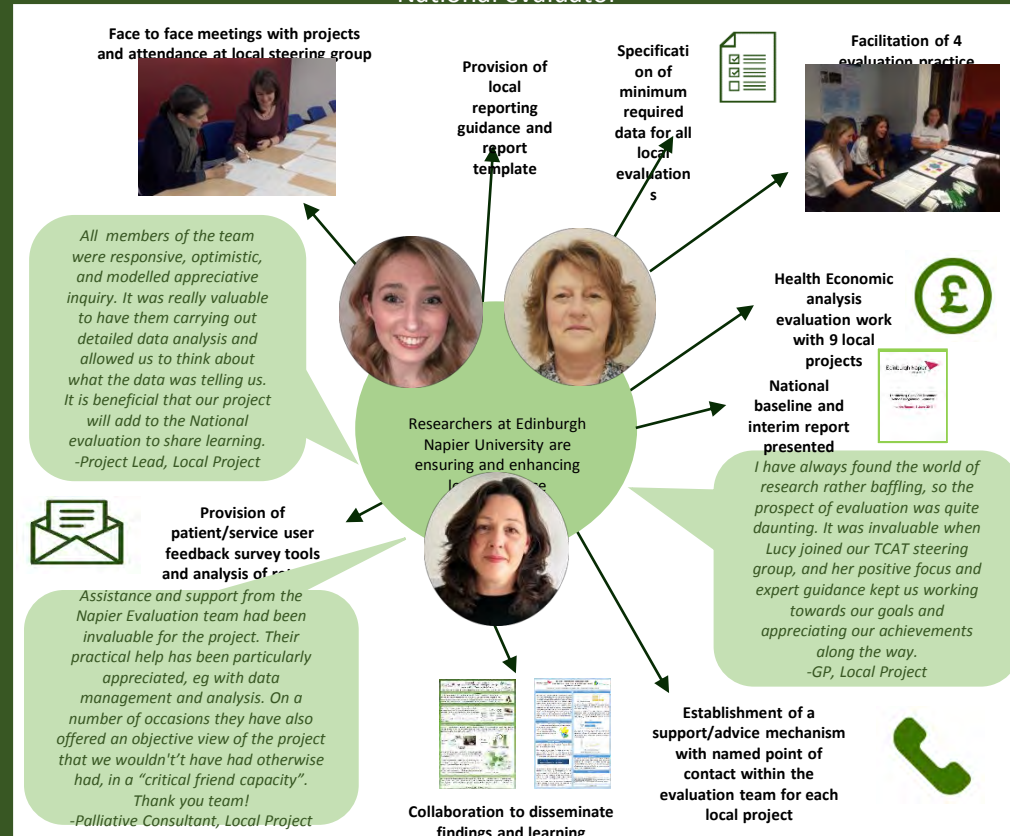 National evaluator
Face to face meetings with projects
and attendance at local steering group
Provision of
local
reporting
guidance and
report
template
Specificati
on of
minimum
required
data for all
local
evaluation
s
Facilitation of 4
evaluation practice
All members of the team
were responsive, optimistic,
and modelled appreciative
inquiry. It was really valuable
to have them carrying out
detailed data analysis and
allowed us to think about
what the data was telling us.
It is beneficial that our project
will add to the National
evaluation to share learning.
-Project Lead, Local Project
Health Economic
analysis
evaluation work
with 9 local
projects
£
National
baseline and
interim report
presented
Edinburgh Napier
Researchers at Edinburgh
Napier University are
ensuring and enhancing
I have always found the world of
research rather baffling, so the
prospect of evaluation was quite
daunting. It was invaluable when
Lucy joined our TCAT steering
group, and her positive focus and
expert guidance kept us working
towards our goals and
appreciating our achievements
along the way.
-GP, Local Project
Provision of
patient/service user
feedback survey tools
and analysis of
Assistance and support from the
Napier Evaluation team had been
invaluable for the project. Their
practical help has been particularly
appreciated, eg with data
management and analysis. On a
number of occasions they have also
offered an objective view of the project
that we wouldn't't have had otherwise
had, in a “critical friend capacity”.
Thank you team!
-Palliative Consultant, Local Project
Collaboration to disseminate
findings and learning
Establishment of a
support/advice mechanism
with named point of
contact within the
evaluation team for each
local project